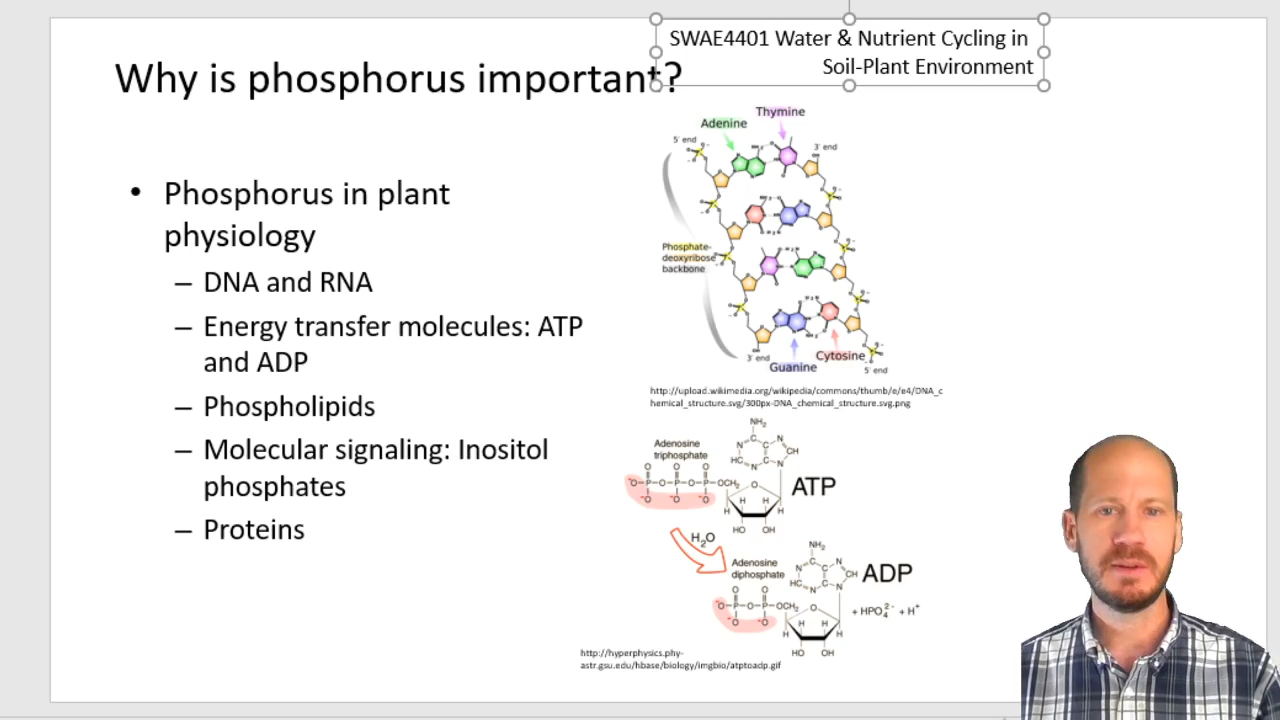 SWAE4401 Water & Nutrient Cycling in
Soil-Plant Environment
Why is phosphorus important?
• Phosphorus in plant
physiology
– DNA and RNA
– Energy transfer molecules: ATP
and ADP
– Phospholipids
– Molecular signaling: Inositol
phosphates
– Proteins
Thymine
Adenine
5' end
3' end
Phosphate-
deoxyribose
backbone
3' end
Cytosine
Guanine
5' end
http://upload.wikimedia.org/wikipedia/commons/thumb/e/e4/DNA_c
hemical_structure.svg/300px-DNA_chemical_structure.svg.png
NH2
Adenosine
triphosphate
ATP
HO OH
H2O
NH2
Adenosine
diphosphate
ADP
+ HPO4 2- + H+
HO OH
http://hyperphysics.phy-
astr.gsu.edu/hbase/biology/imgbio/atptoadp.gif